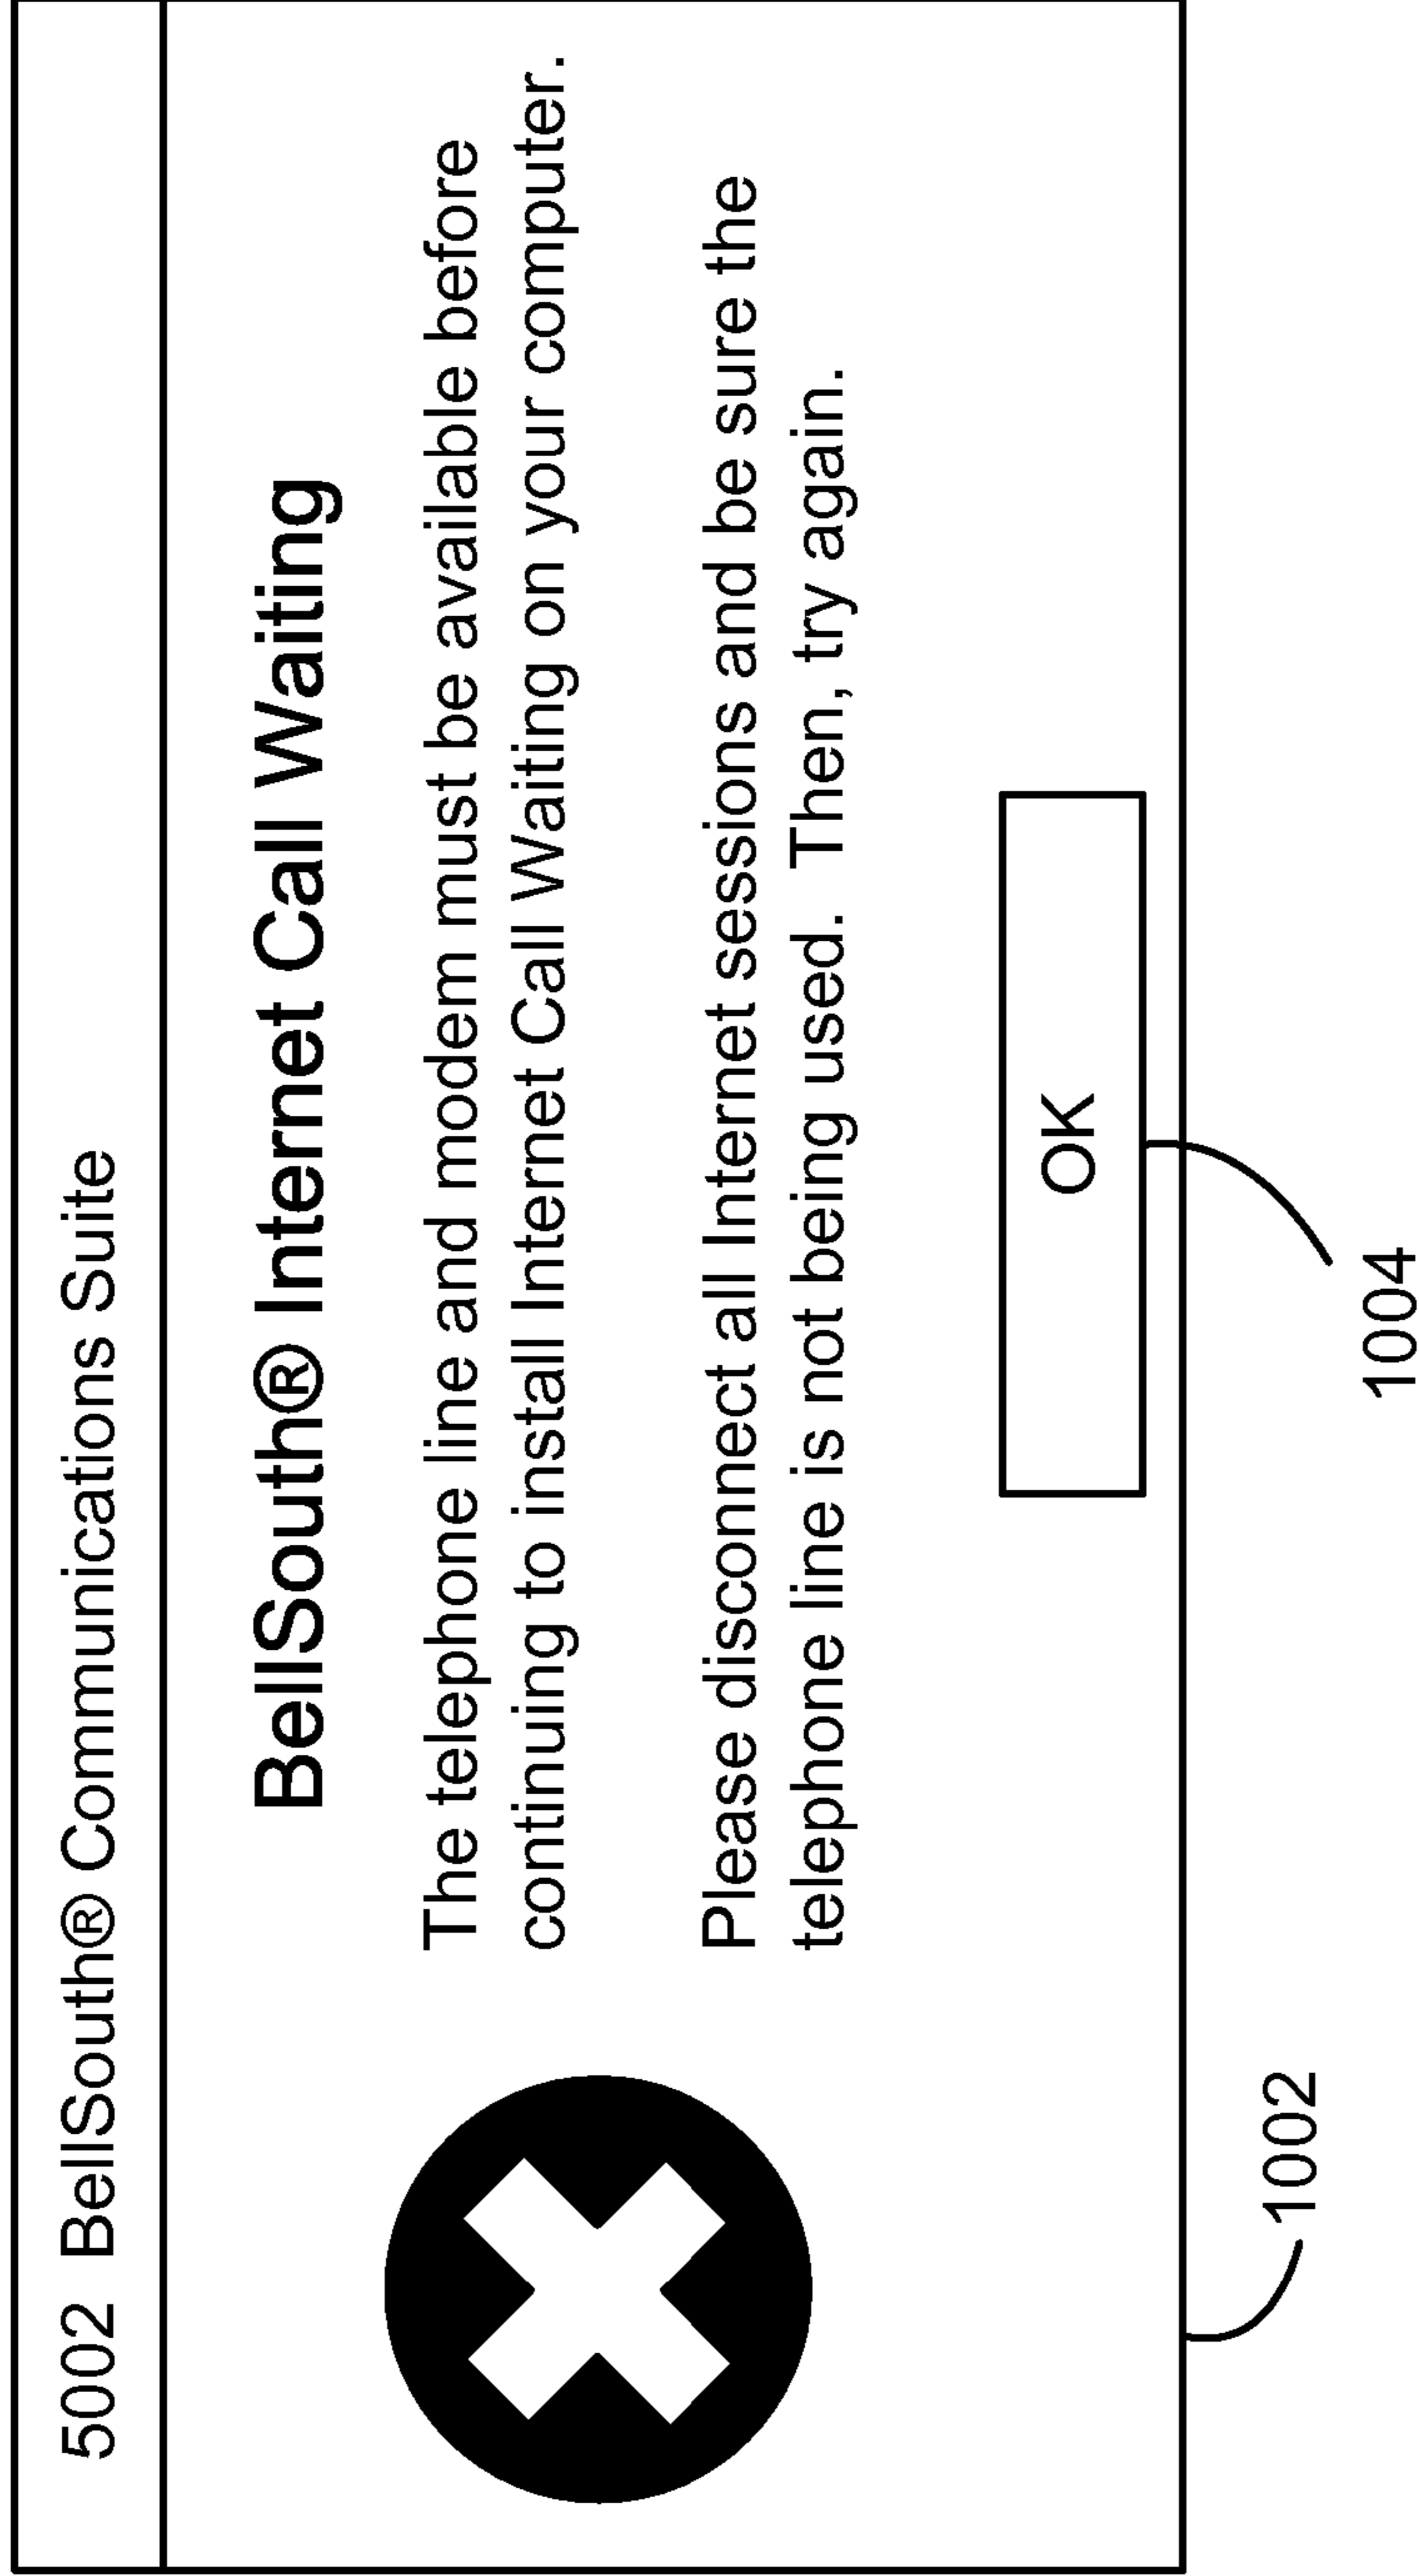 5002 BellSouth® Communications Suite
BellSouth® Internet Call Waiting
The telephone line and modem must be available before
continuing to install Internet Call Waiting on your computer.
Please disconnect all Internet sessions and be sure the
telephone line is not being used. Then, try again.
OK
1002
1004